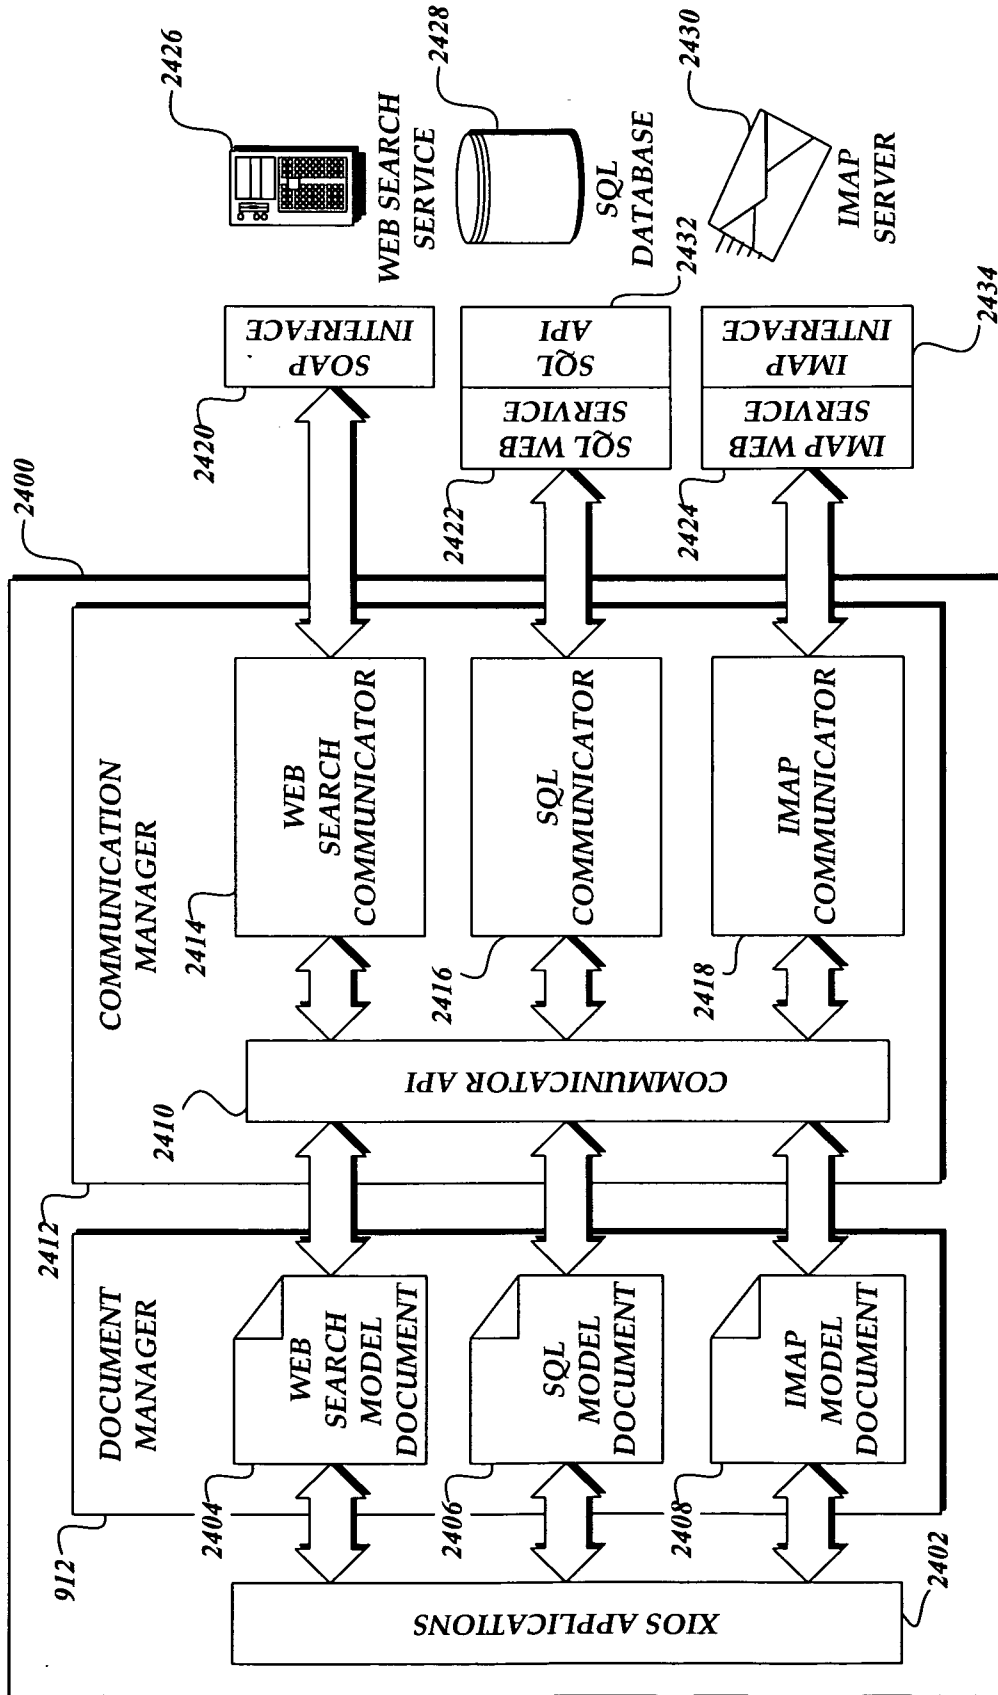 2400
912
DOCUMENT
MANAGER
2412
COMMUNICATION
MANAGER
XIOS APPLICATIONS
2402
2404
WEB
SEARCH
MODEL
DOCUMENT
2406
SQL
MODEL
DOCUMENT
2408
IMAP
MODEL
DOCUMENT
2410
COMMUNICATOR API
2414
WEB
SEARCH
COMMUNICATOR
2416
SQL
COMMUNICATOR
2418
IMAP
COMMUNICATOR
2420
SOAP
INTERFACE
2422
SQL WEB
SERVICE
SQL
API
2432
2424
IMAP WEB
SERVICE
IMAP
INTERFACE
2434
2426
WEB SEARCH
SERVICE
2428
SQL
DATABASE
2430
IMAP
SERVER